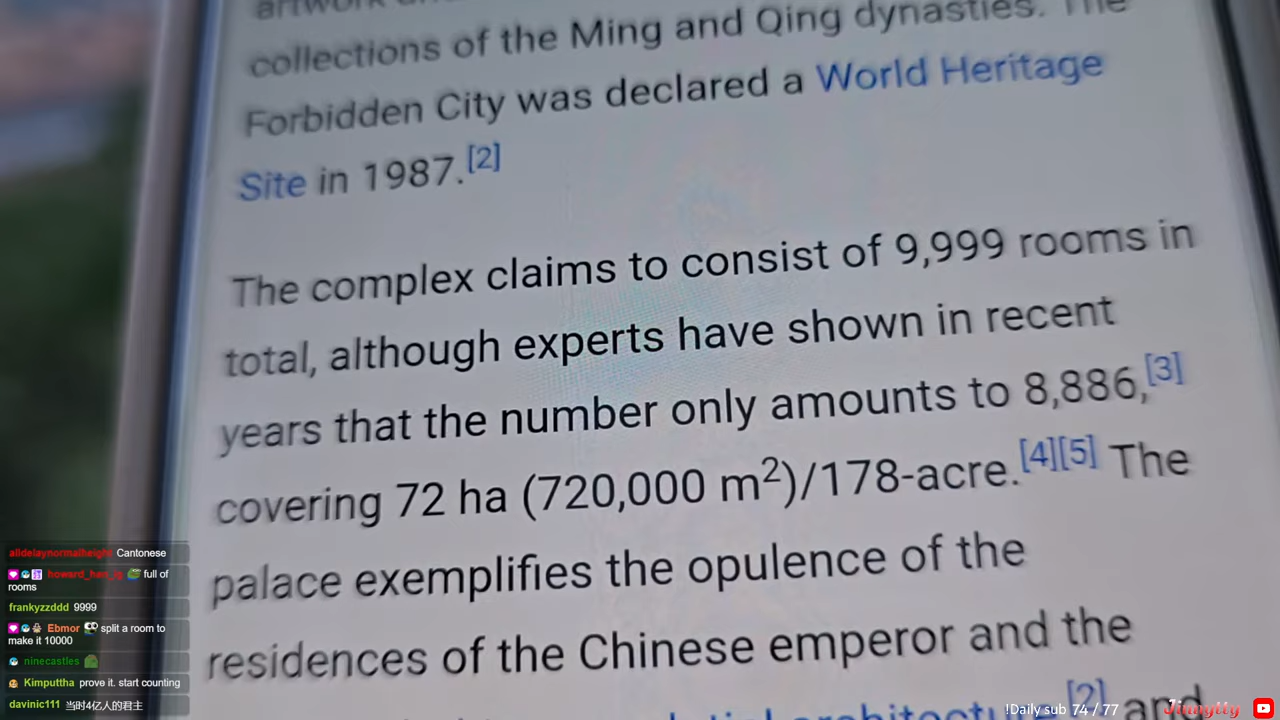 artwork
collections of the Ming and Qing dynasties. The
Forbidden City was declared a World Heritage
Site in 1987.[2]
The complex claims to consist of 9,999 rooms in
total, although experts have shown in recent
years that the number only amounts to 8,886,[3]
covering 72 ha (720,000 m²)/178-acre.[4][5] The
palace exemplifies the opulence of the
residences of the Chinese emperor and the
[2] and
alldelaynormalheight Cantonese
full of
rooms
frankyzzddd 9999
Ebmor split a room to
make it 10000
ninecastles
Kimputtha prove it. start counting
davinic111 当时4亿人的君主
!Daily sub 74 / 77
Jinnytty